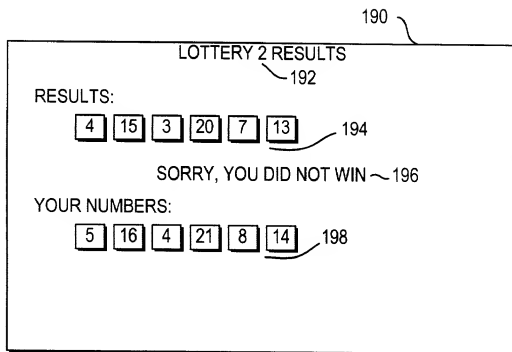 190
LOTTERY 2 RESULTS
192
RESULTS:
4 15 3 20 7 13
194
SORRY, YOU DID NOT WIN 196
YOUR NUMBERS:
5 16 4 21 8 14
198